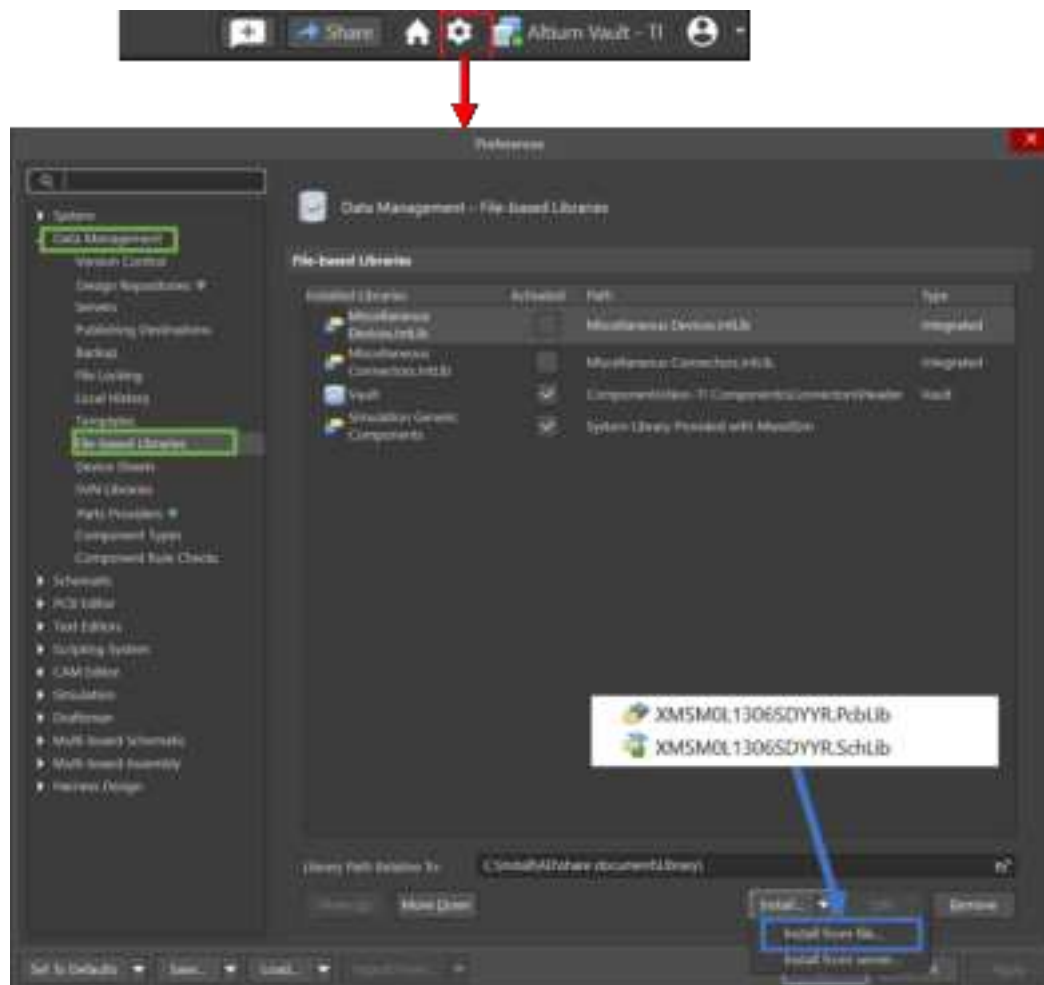 Share
Altium Vault - TI
Preferences
System
Data Management
Version Control
Design Repositories
Servers
Publishing Destinations
Backup
File Locking
Local History
Templates
File-based Libraries
Device Sheets
SVN Libraries
Parts Providers
Component Types
Component Rule Checks
Schematic
PCB Editor
Text Editors
Scripting System
CAM Editor
Simulation
Draftsman
Multi-board Schematic
Multi-board Assembly
Harness Design
Data Management – File-based Libraries
File-based Libraries
Installed Libraries Activated Path Type
Miscellaneous Devices.IntLib Miscellaneous Devices.IntLib Integrated
Miscellaneous Connectors.IntLib Miscellaneous Connectors.IntLib Integrated
Vault Vault
Simulation Generic Components System Library Provided with MixedSim
XMSM0L1306SDYYR.PcbLib
XMSM0L1306SDYYR.SchLib
Library Path Relative To:
Move Down Install... Remove
Install from file...
Install from server...
Set To Defaults Save... Load...